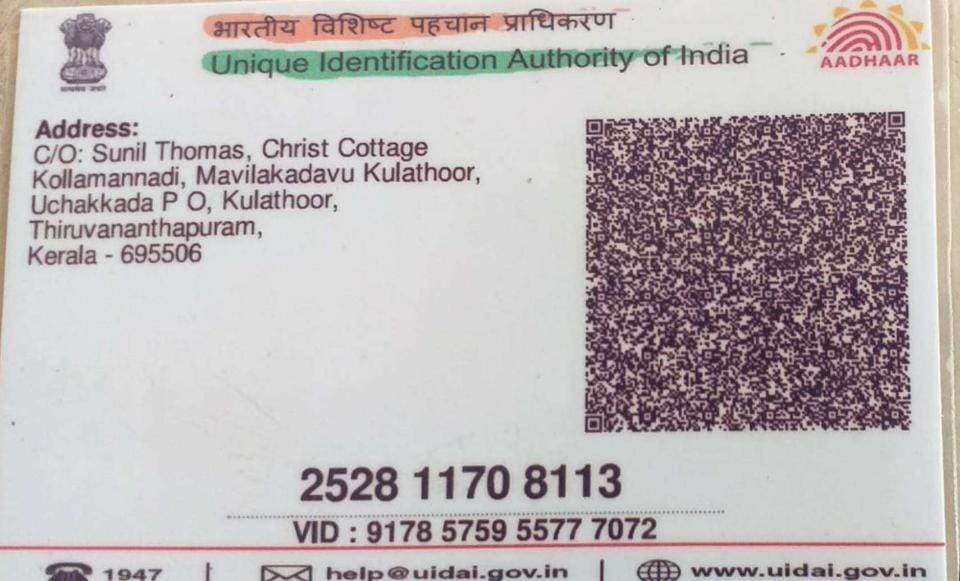 भारतीय विशिष्ट पहचान प्राधिकरण
Unique Identification Authority of India
AADHAAR
सत्यमेव जयते
Address:
C/O: Sunil Thomas, Christ Cottage
Kollamannadi, Mavilakadavu Kulathoor,
Uchakkada P O, Kulathoor,
Thiruvananthapuram,
Kerala - 695506
2528 1170 8113
VID : 9178 5759 5577 7072
1947 | help@uidai.gov.in | www.uidai.gov.in